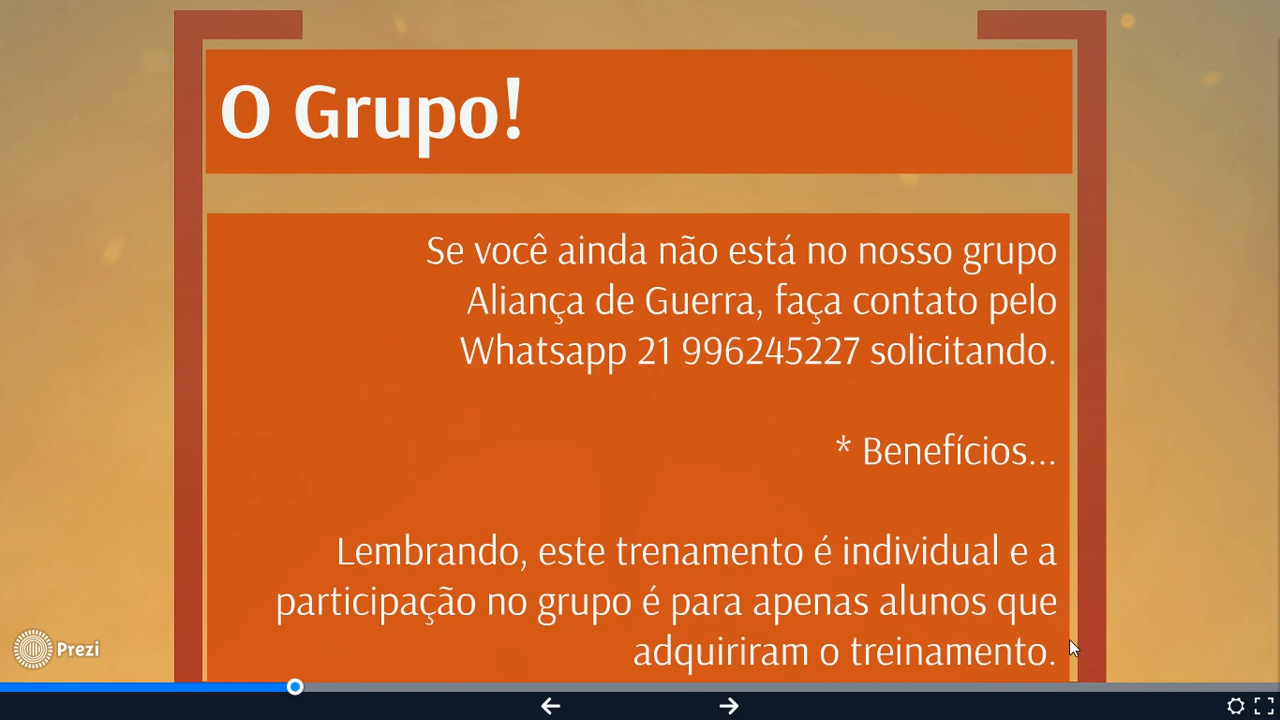 O Grupo!
Se você ainda não está no nosso grupo
Aliança de Guerra, faça contato pelo
Whatsapp 21 996245227 solicitando.
* Benefícios...
Lembrando, este trenamento é individual e a
participação no grupo é para apenas alunos que
adquiriram o treinamento.
Prezi